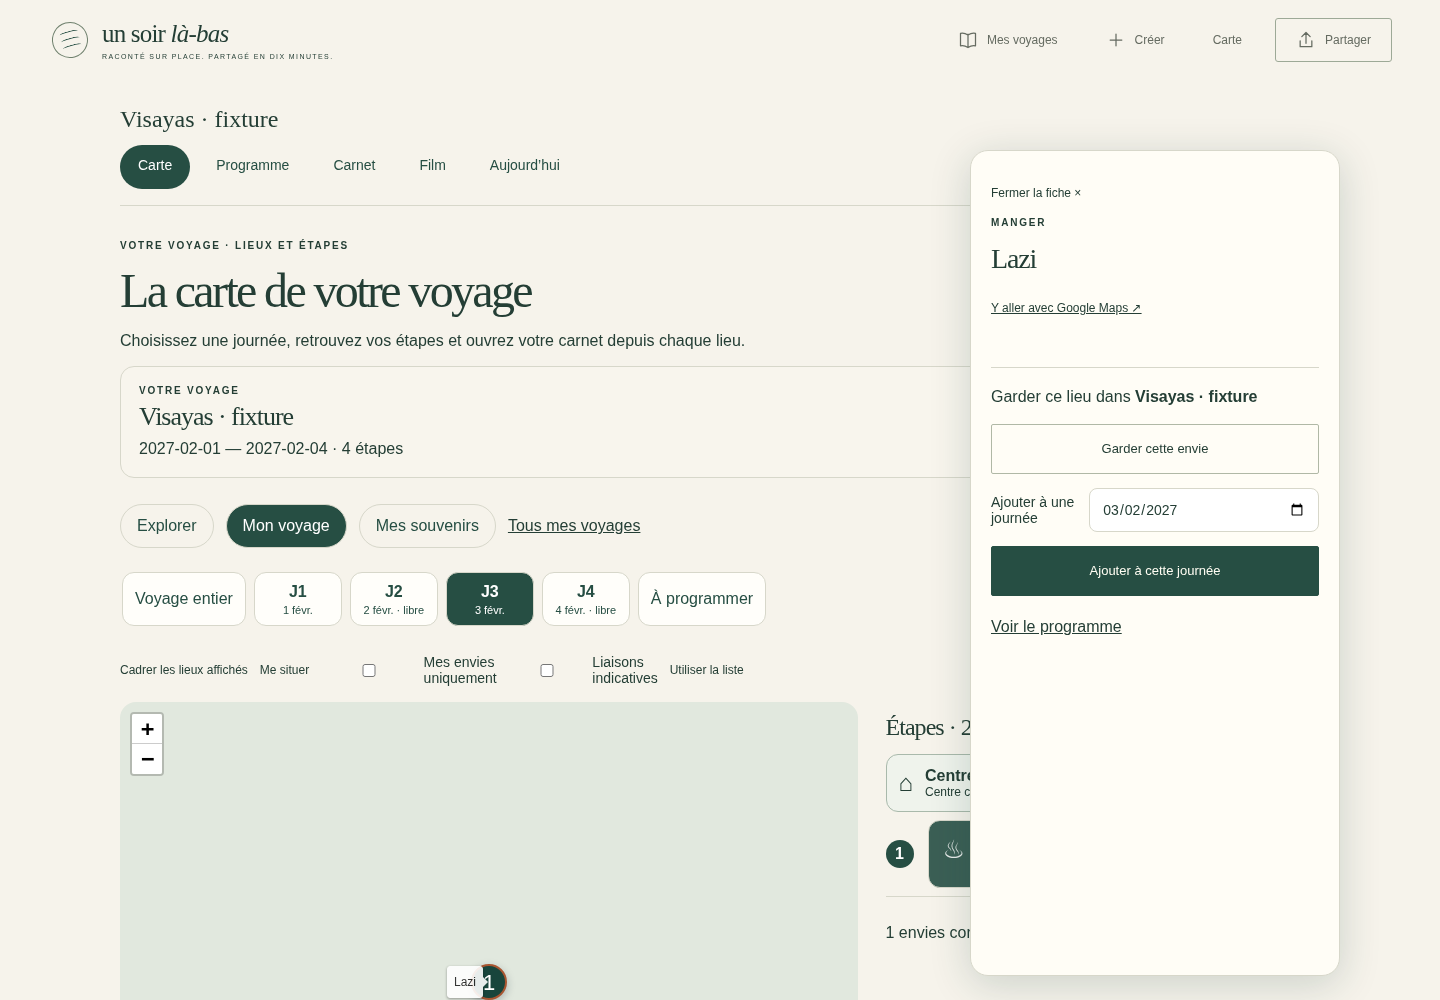 un soir là-bas
RACONTÉ SUR PLACE. PARTAGÉ EN DIX MINUTES.
Mes voyages
Créer
Carte
Partager
Visayas · fixture
Carte
Programme
Carnet
Film
Aujourd’hui
VOTRE VOYAGE · LIEUX ET ÉTAPES
La carte de votre voyage
Choisissez une journée, retrouvez vos étapes et ouvrez votre carnet depuis chaque lieu.
VOTRE VOYAGE
Visayas · fixture
2027-02-01 — 2027-02-04 · 4 étapes
Explorer
Mon voyage
Mes souvenirs
Tous mes voyages
Voyage entier
J1
1 févr.
J2
2 févr. · libre
J3
3 févr.
J4
4 févr. · libre
À programmer
Cadrer les lieux affichés
Me situer
Mes envies
uniquement
Liaisons
indicatives
Utiliser la liste
+
−
Lazi
1
Étapes · 2
Centre
Centre c
1
1 envies
Fermer la fiche ×
MANGER
Lazi
Y aller avec Google Maps ↗
Garder ce lieu dans Visayas · fixture
Garder cette envie
Ajouter à une
journée
03/02/2027
Ajouter à cette journée
Voir le programme